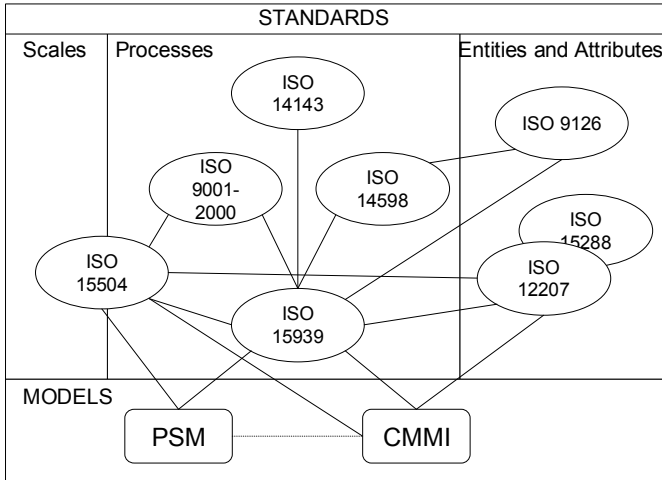 STANDARDS
Scales
Processes
Entities and Attributes
ISO
14143
ISO 9126
ISO
9001-
2000
ISO
14598
ISO
15288
ISO
15504
ISO
12207
ISO
15939
MODELS
PSM
CMMI